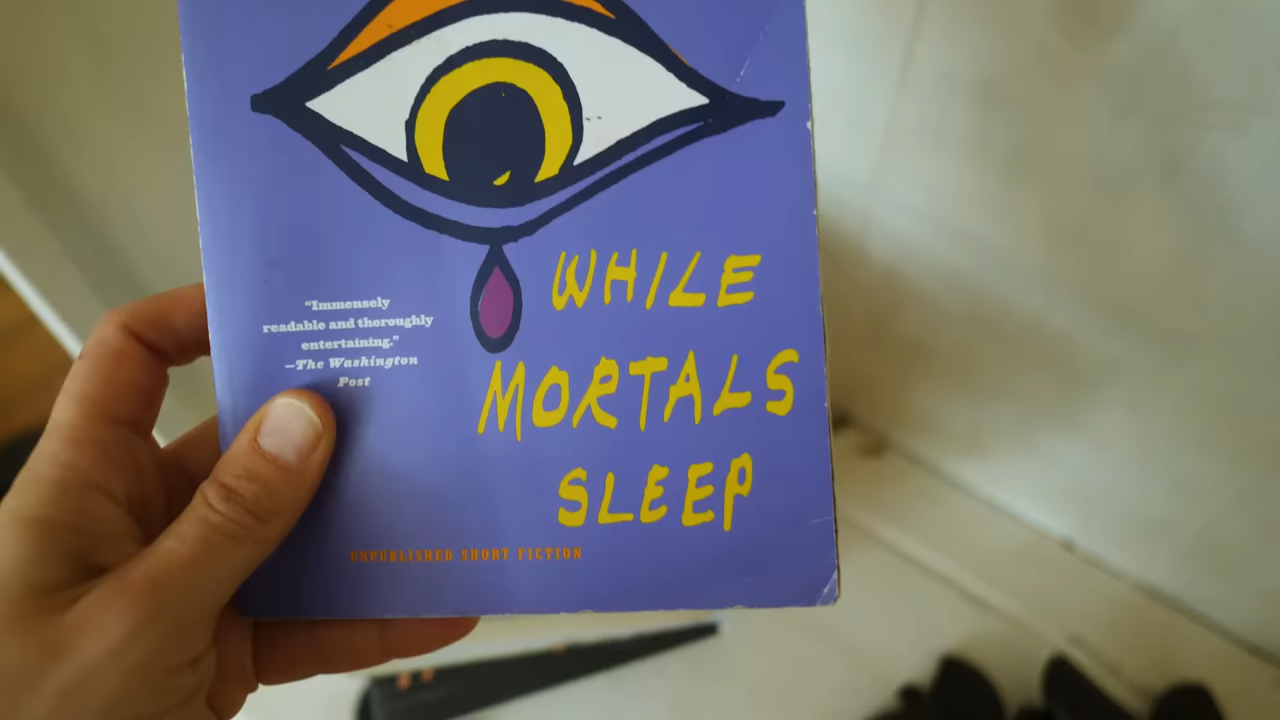 "Immensely
readable and thoroughly
entertaining."
—The Washington
Post
WHILE
MORTALS
SLEEP
UNPUBLISHED SHORT FICTION